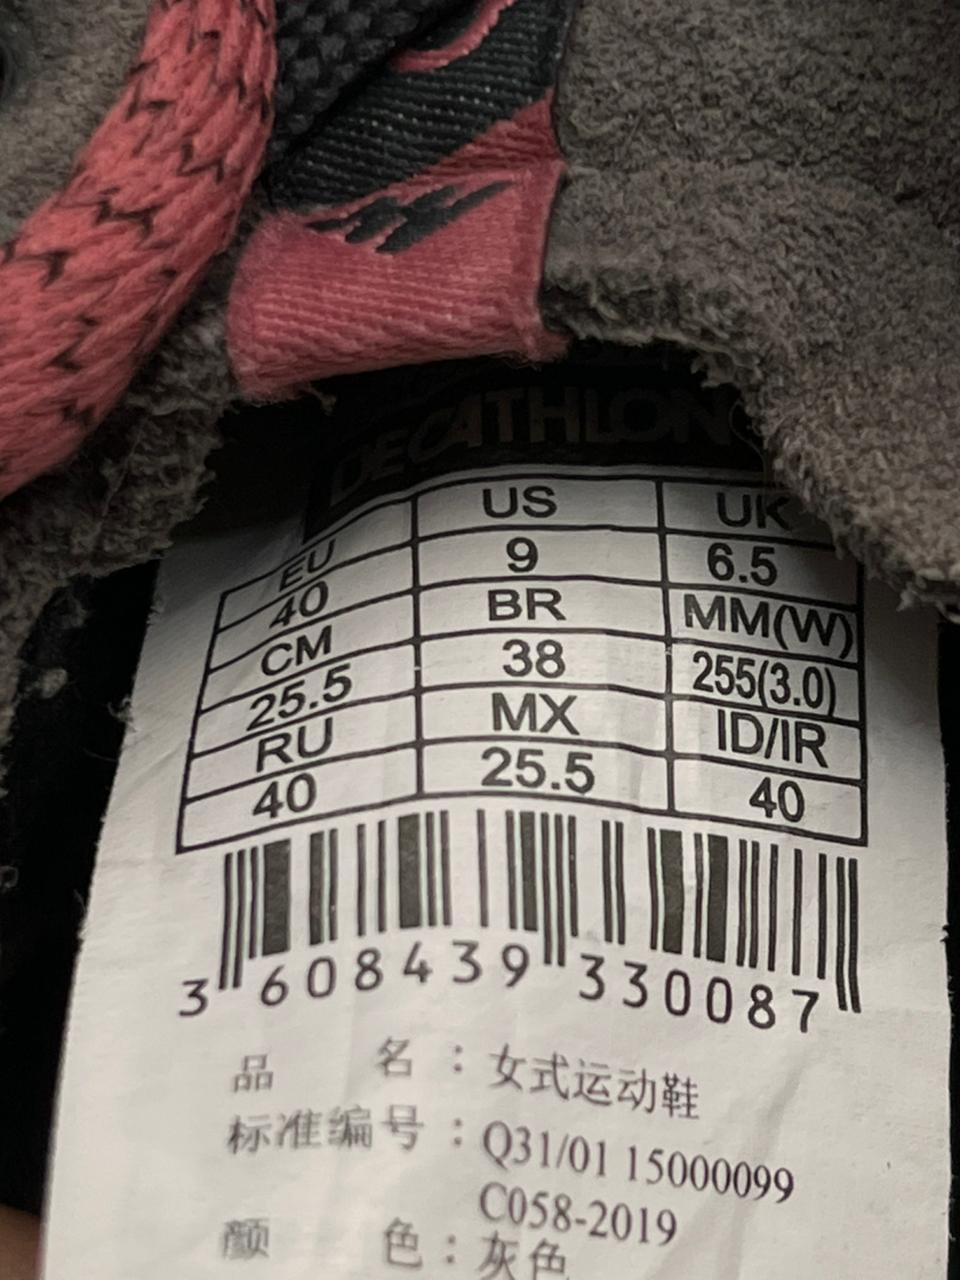 DECATHLON
EU US UK
40 9 6.5
CM BR MM(W)
25.5 38 255(3.0)
RU MX ID/IR
40 25.5 40
3 608439 330087
品 名：女式运动鞋
标准编号：Q31/01 15000099
C058-2019
颜 色：灰色